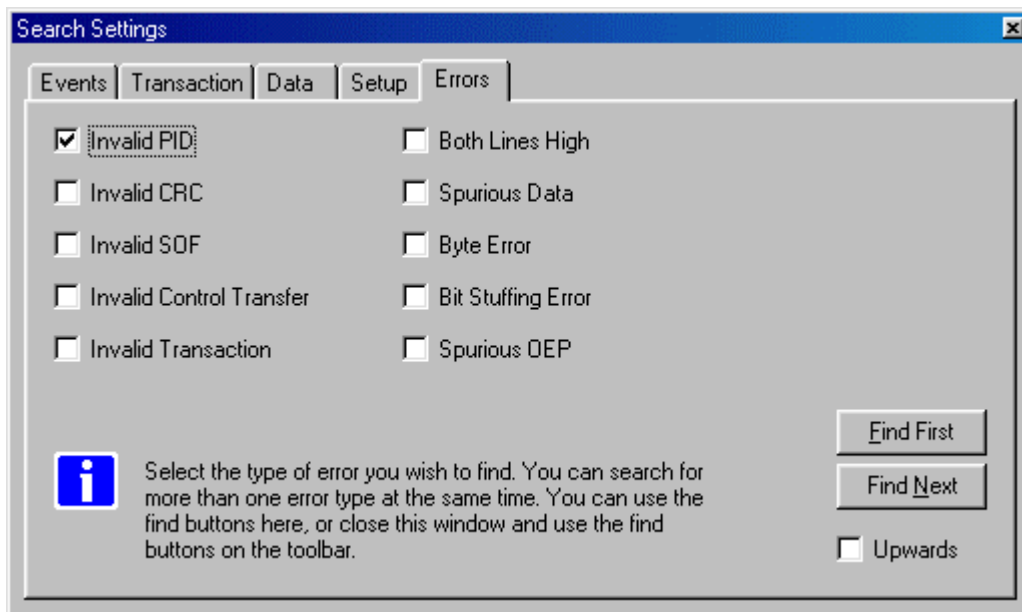 Search Settings
Events Transaction Data Setup Errors
Invalid PID
Invalid CRC
Invalid SOF
Invalid Control Transfer
Invalid Transaction
Both Lines High
Spurious Data
Byte Error
Bit Stuffing Error
Spurious OEP
Select the type of error you wish to find. You can search for
more than one error type at the same time. You can use the
find buttons here, or close this window and use the find
buttons on the toolbar.
Find First
Find Next
Upwards